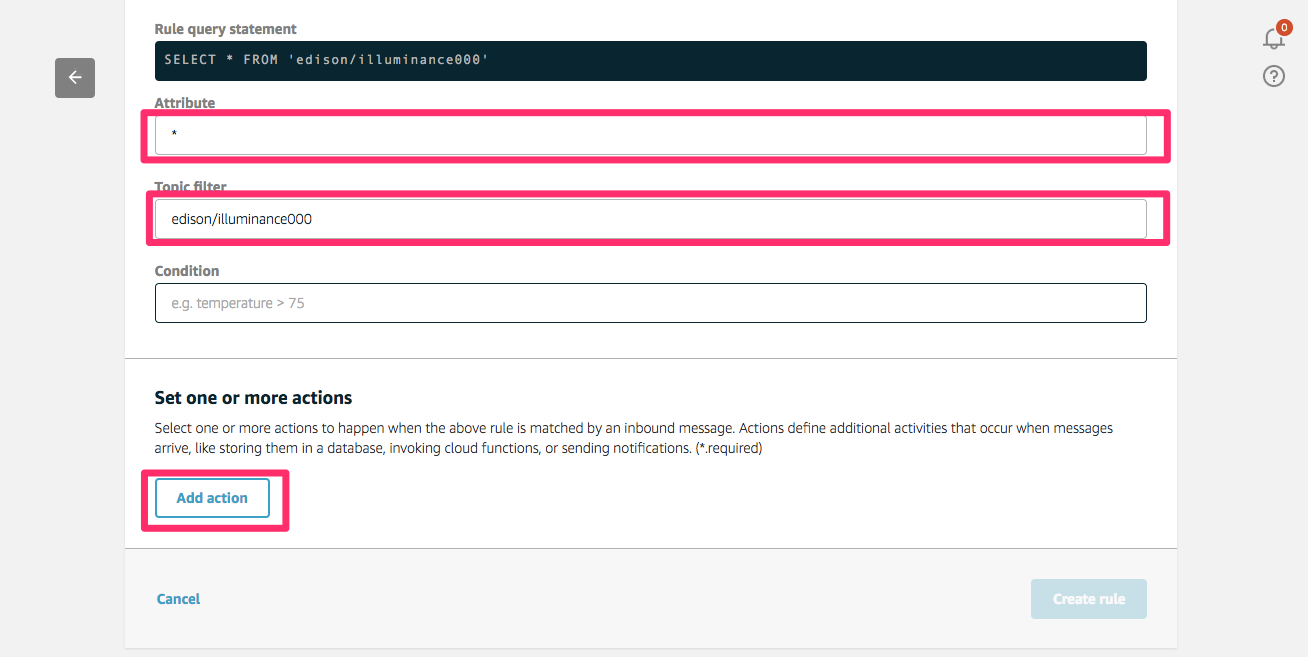 0
Rule query statement
SELECT * FROM 'edison/illuminance000'
Attribute
*
Topic filter
edison/illuminance000
Condition
e.g. temperature > 75
Set one or more actions
Select one or more actions to happen when the above rule is matched by an inbound message. Actions define additional activities that occur when messages
arrive, like storing them in a database, invoking cloud functions, or sending notifications. (*.required)
Add action
Cancel
Create rule